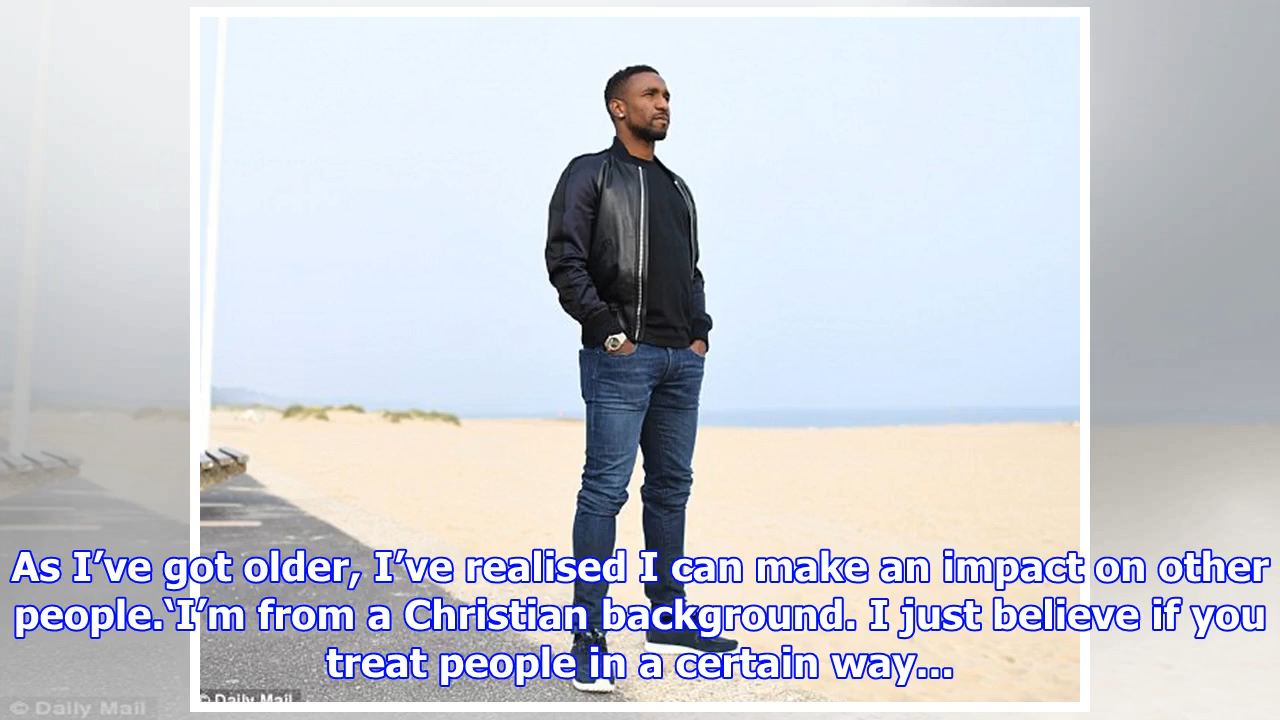 As I’ve got older, I’ve realised I can make an impact on other
people.‘I’m from a Christian background. I just believe if you
treat people in a certain way...
© Daily Mail
© Daily Mail